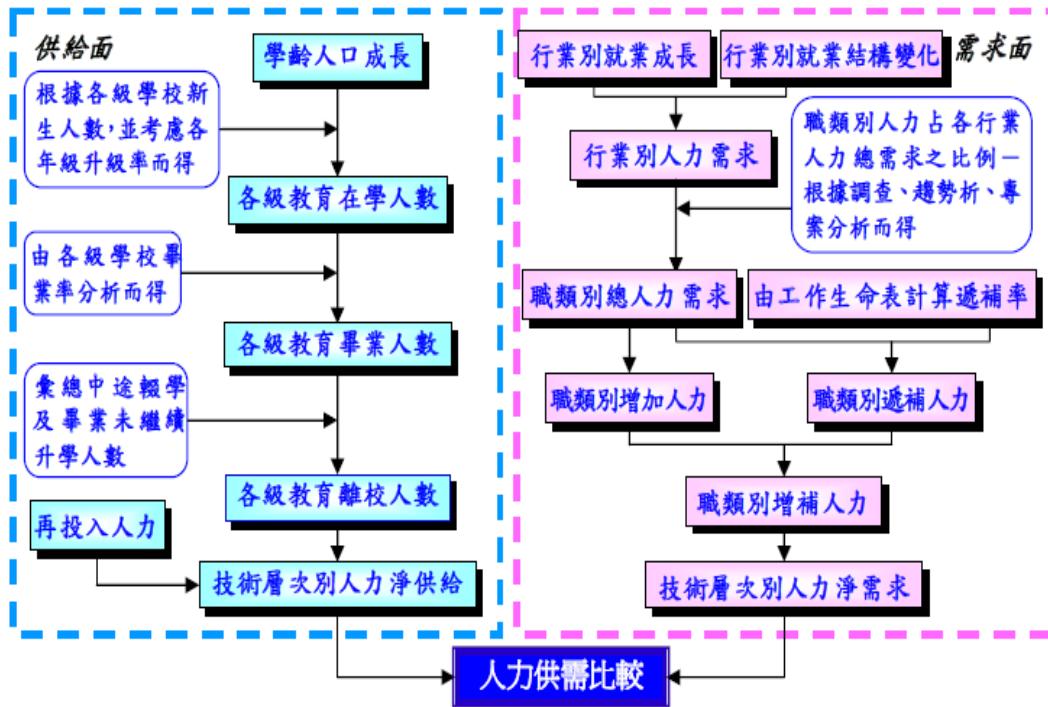 供給面
學齡人口成長
根據各級學校新
生人數,並考慮各
年級升級率而得
各級教育在學人數
由各級學校畢
業率分析而得
各級教育畢業人數
彙總中途輟學
及畢業未繼續
升學人數
各級教育離校人數
再投入人力
技術層次別人力淨供給
需求面
行業別就業成長
行業別就業結構變化
行業別人力需求
職類別人力占各行業
人力總需求之比例－
根據調查、趨勢析、專
案分析而得
職類別總人力需求
由工作生命表計算遞補率
職類別增加人力
職類別遞補人力
職類別增補人力
技術層次別人力淨需求
人力供需比較